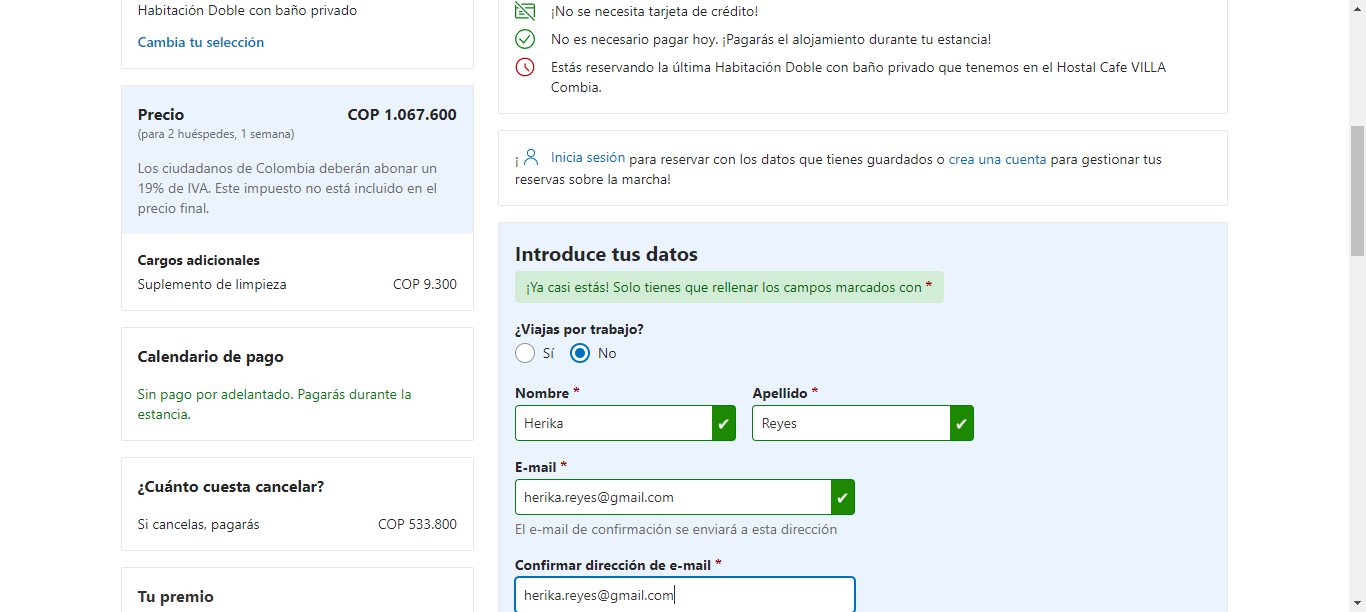 Habitación Doble con baño privado
Cambia tu selección
Precio COP 1.067.600
(para 2 huéspedes, 1 semana)
Los ciudadanos de Colombia deberán abonar un
19% de IVA. Este impuesto no está incluido en el
precio final.
Cargos adicionales
Suplemento de limpieza COP 9.300
Calendario de pago
Sin pago por adelantado. Pagarás durante la
estancia.
¿Cuánto cuesta cancelar?
Si cancelas, pagarás COP 533.800
Tu premio
¡No se necesita tarjeta de crédito!
No es necesario pagar hoy. ¡Pagarás el alojamiento durante tu estancia!
Estás reservando la última Habitación Doble con baño privado que tenemos en el Hostal Cafe VILLA
Combia.
¡ Inicia sesión para reservar con los datos que tienes guardados o crea una cuenta para gestionar tus
reservas sobre la marcha!
Introduce tus datos
¡Ya casi estás! Solo tienes que rellenar los campos marcados con *
¿Viajas por trabajo?
Sí No
Nombre * Apellido *
Herika Reyes
E-mail *
herika.reyes@gmail.com
El e-mail de confirmación se enviará a esta dirección
Confirmar dirección de e-mail *
herika.reyes@gmail.com